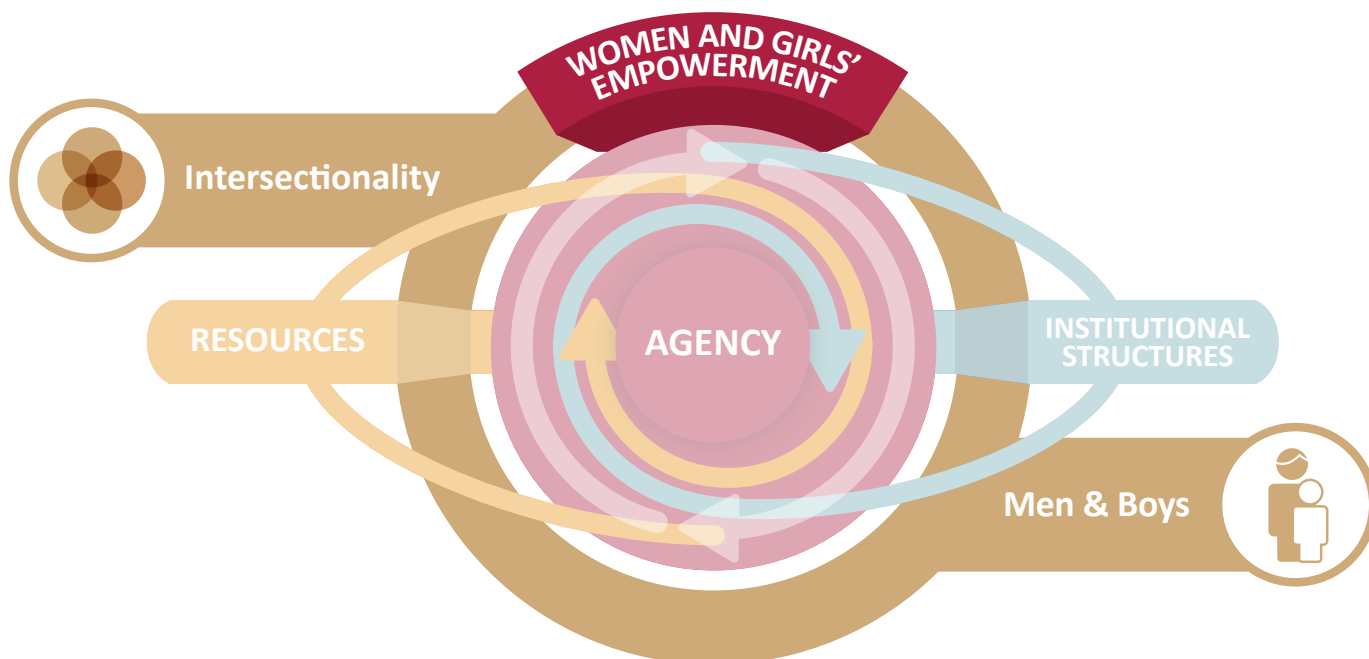 WOMEN AND GIRLS’
EMPOWERMENT
Intersectionality
RESOURCES
AGENCY
INSTITUTIONAL
STRUCTURES
Men & Boys